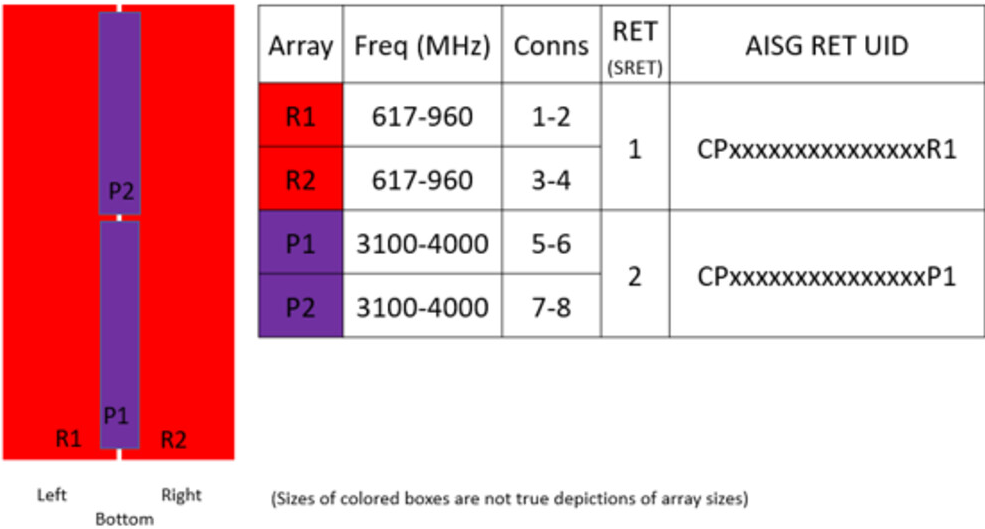 P2
P1
R1 R2
Left Right
Bottom
Array Freq (MHz) Conns RET (SRET) AISG RET UID
R1 617-960 1-2 1 CPxxxxxxxxxxxxxxxR1
R2 617-960 3-4
P1 3100-4000 5-6 2 CPxxxxxxxxxxxxxxxP1
P2 3100-4000 7-8
(Sizes of colored boxes are not true depictions of array sizes)